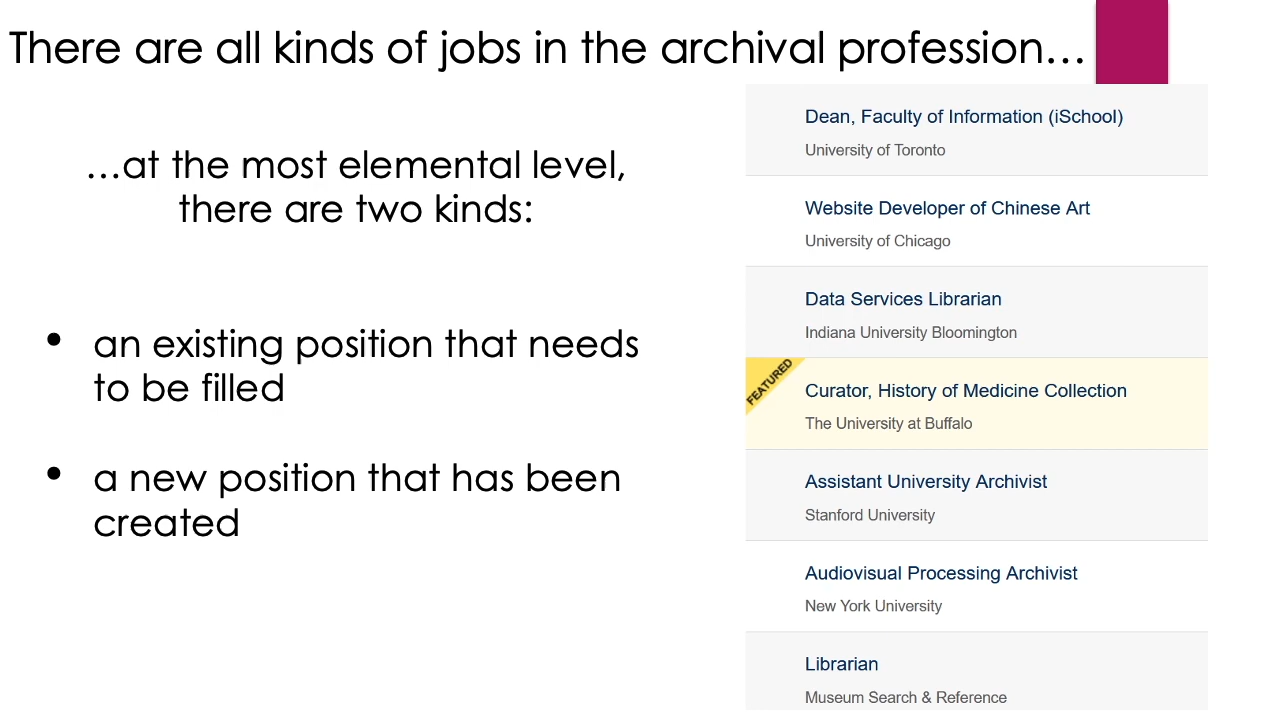 There are all kinds of jobs in the archival profession…
…at the most elemental level,
there are two kinds:
• an existing position that needs
to be filled
• a new position that has been
created
Dean, Faculty of Information (iSchool)
University of Toronto
Website Developer of Chinese Art
University of Chicago
Data Services Librarian
Indiana University Bloomington
FEATURED
Curator, History of Medicine Collection
The University at Buffalo
Assistant University Archivist
Stanford University
Audiovisual Processing Archivist
New York University
Librarian
Museum Search & Reference